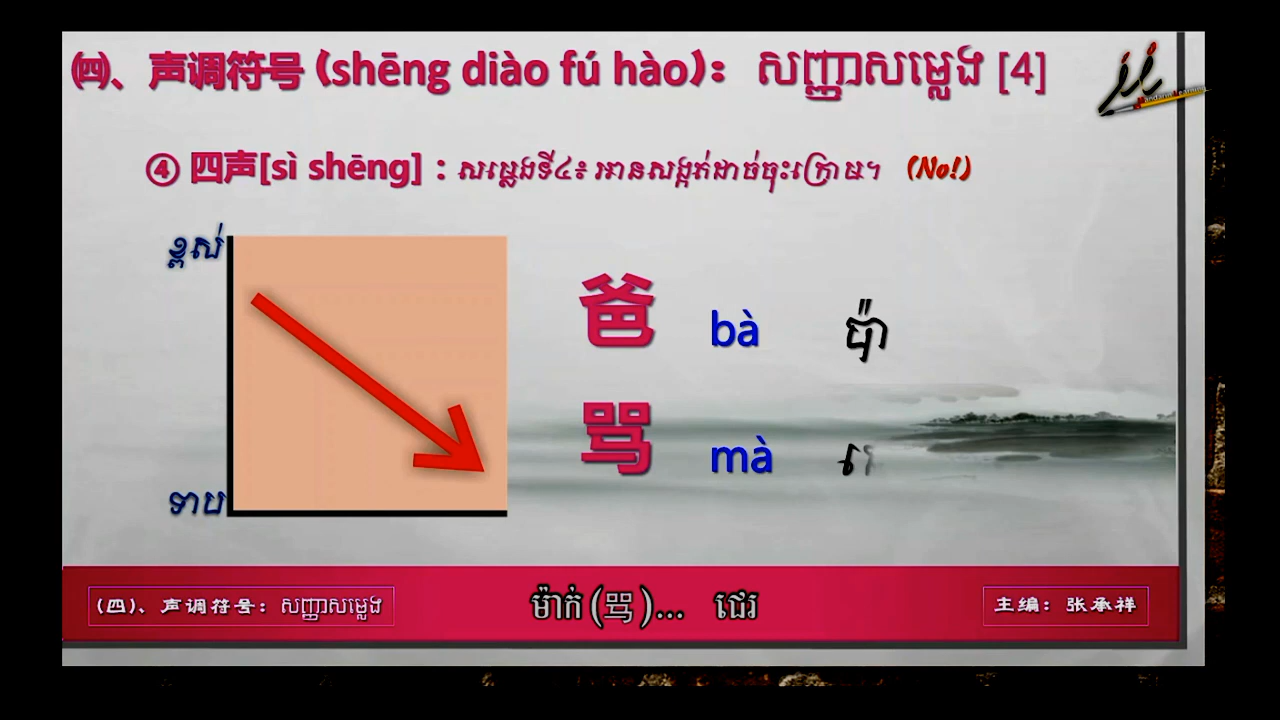 ㈣、声调符号 (shēng diào fú hào)： សញ្ញាសម្លេង [4]
④ 四声[sì shēng] : សម្លេងទី៤៖ អានសង្កត់ដាច់ចុះក្រោម។ (No!)
ខ្ពស់
爸 bà ប៉ា
骂 mà
ទាប
(四)、声调符号： សញ្ញាសម្លេង
ម៉ាក់ (骂)... ជេរ
主编：张承祥